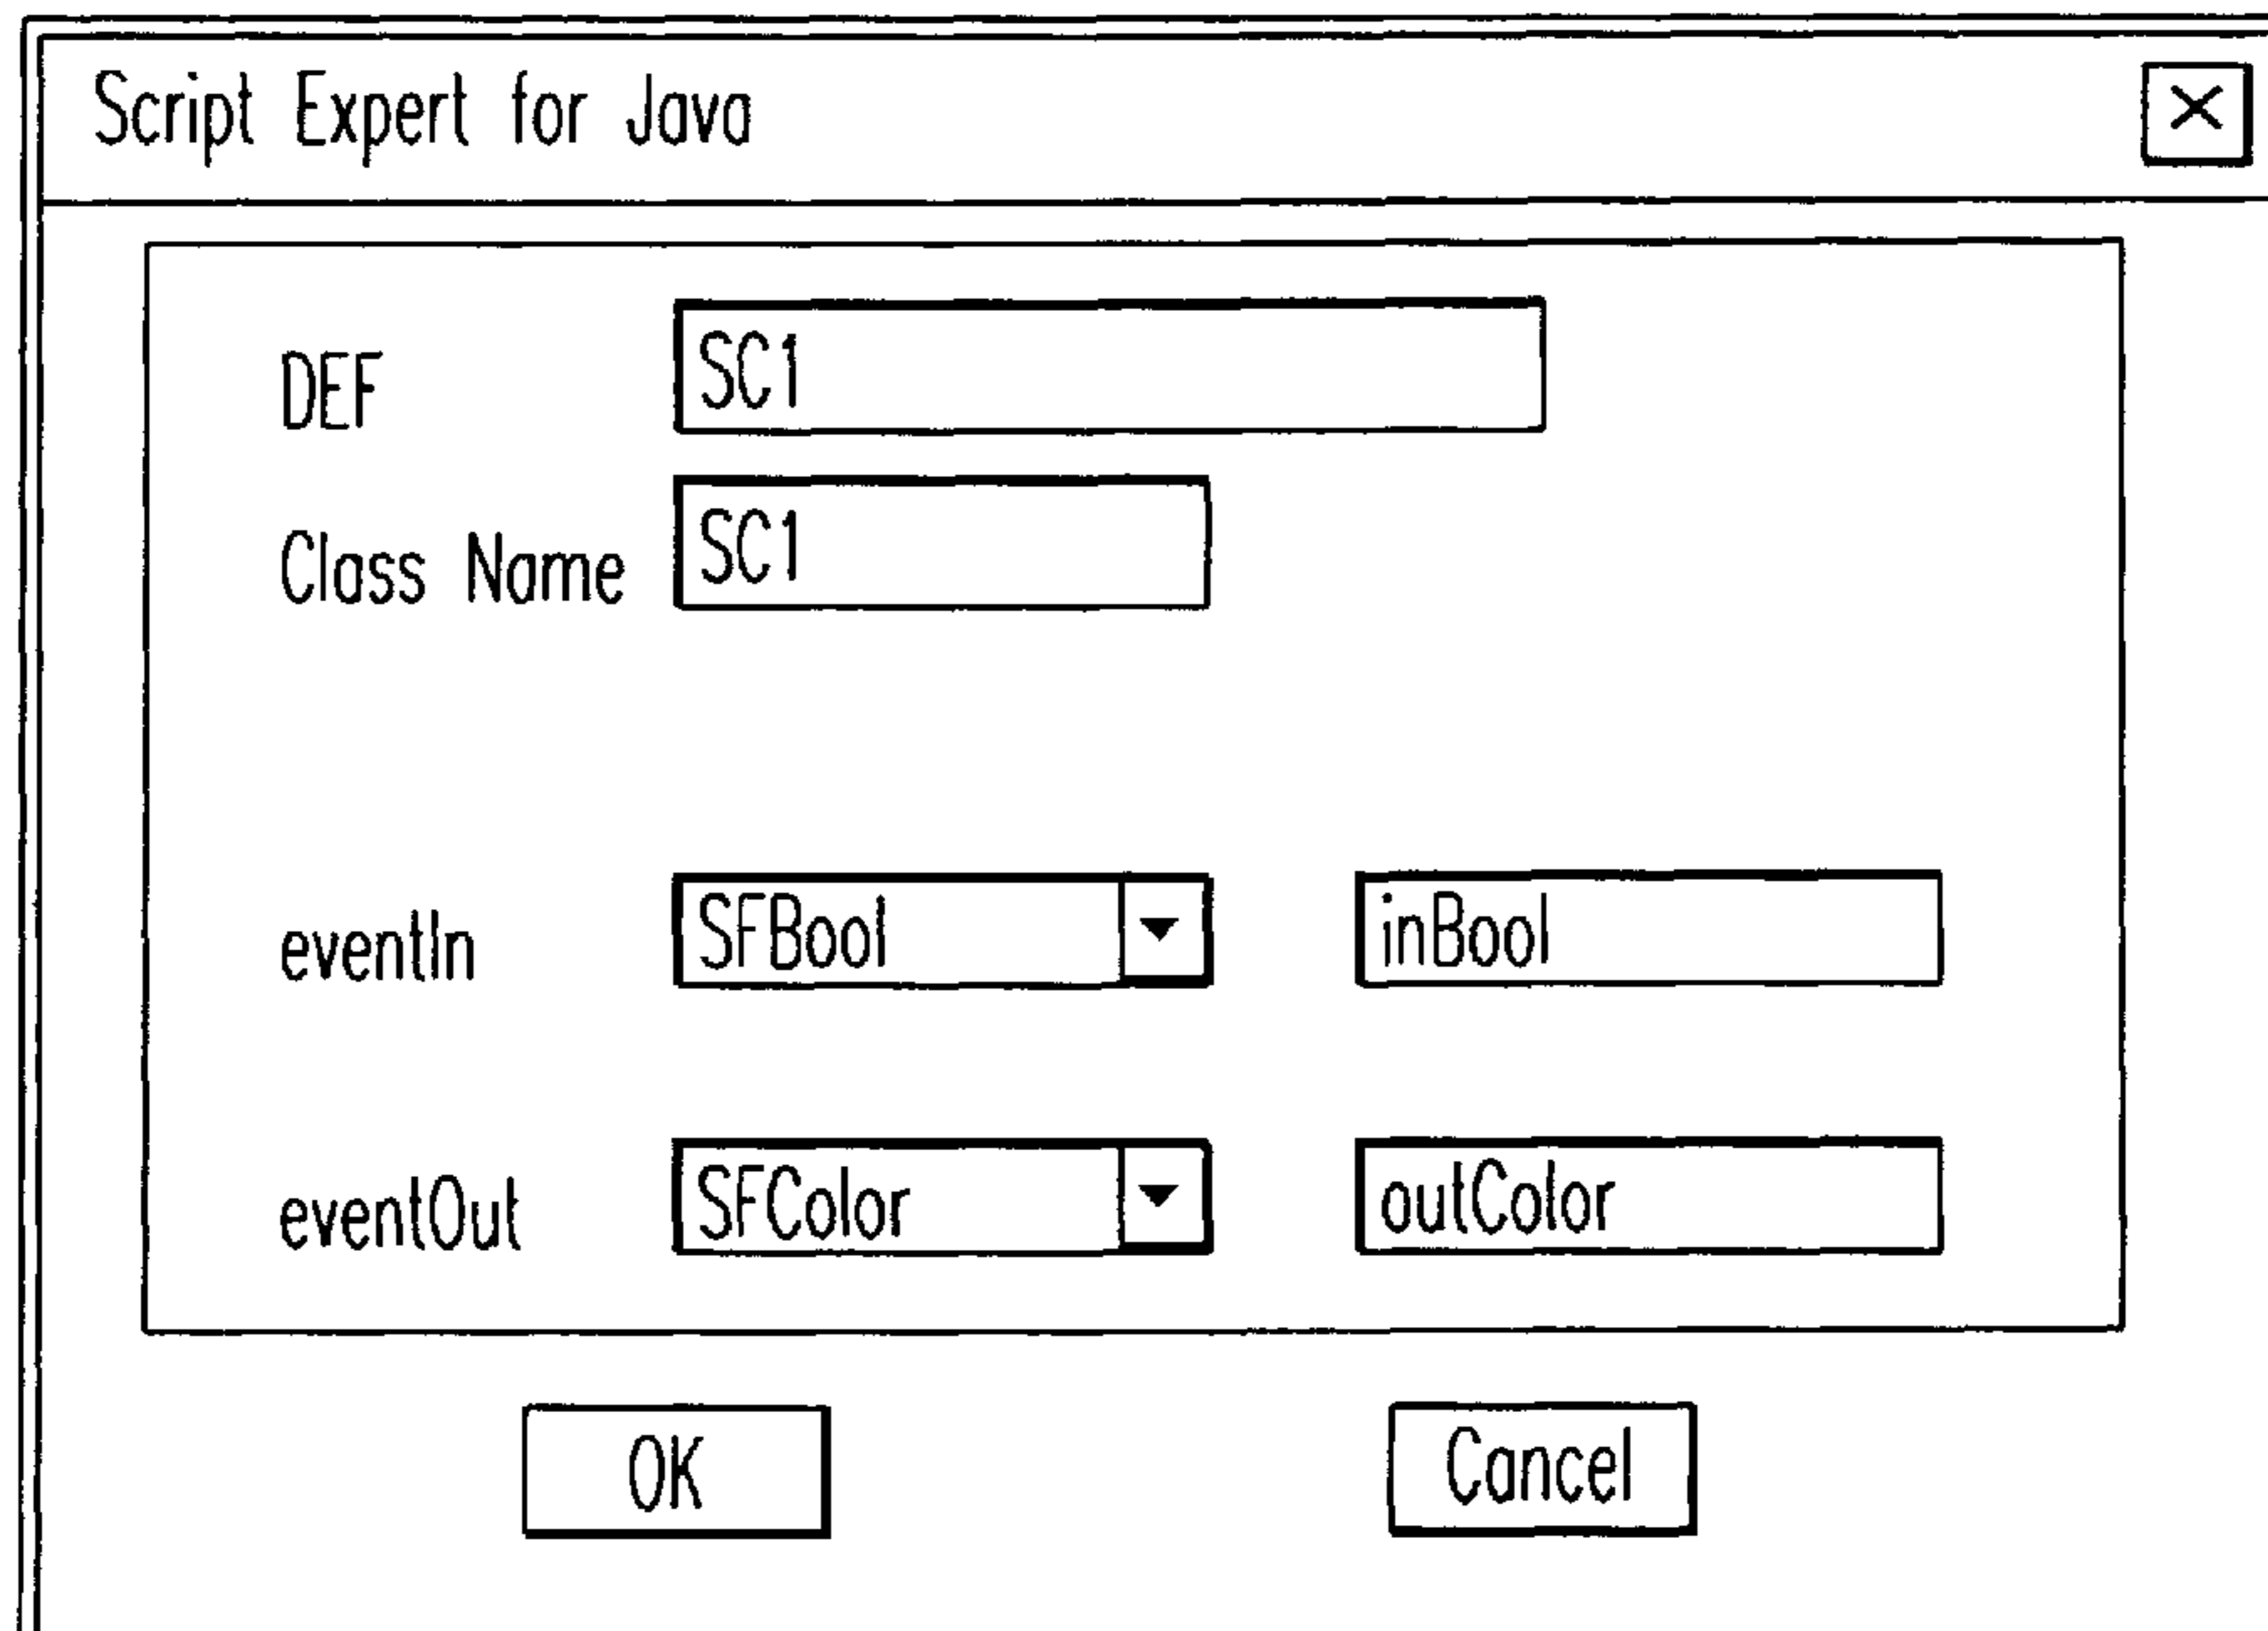 Script Expert for Java
DEF SC1
Class Name SC1
eventIn SFBool inBool
eventOut SFColor outColor
OK Cancel